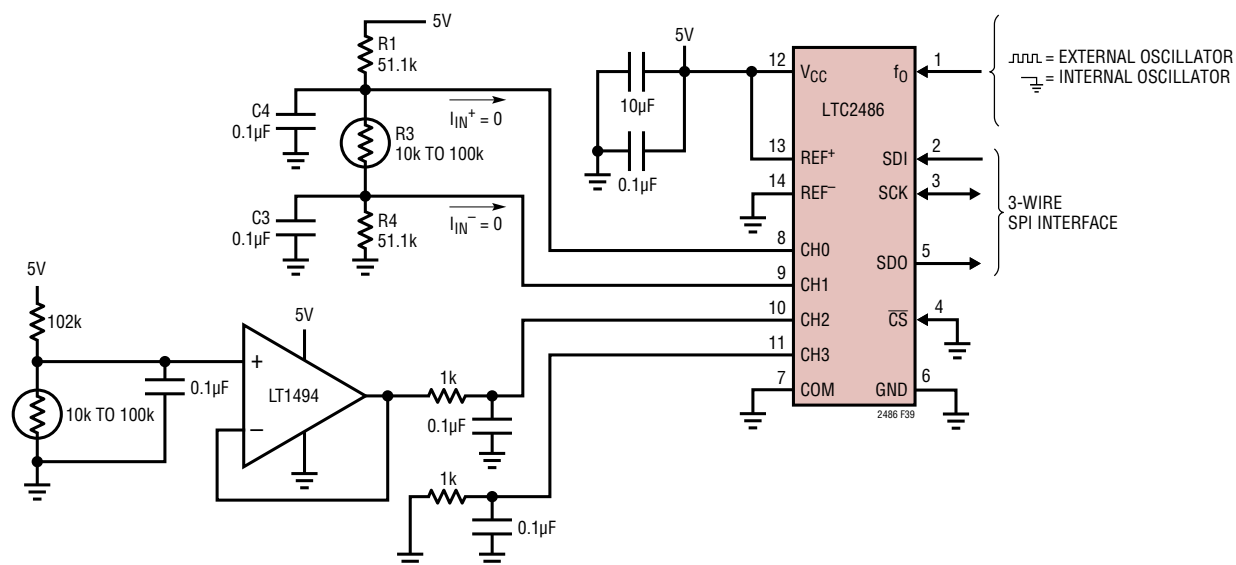 5V
R1
51.1k
C4
0.1µF
I_IN⁺ = 0
R3
10k TO 100k
C3
0.1µF
I_IN⁻ = 0
R4
51.1k
5V
10µF
0.1µF
12
V_CC
f_O
1
= EXTERNAL OSCILLATOR
= INTERNAL OSCILLATOR
LTC2486
13
REF⁺
SDI
2
14
REF⁻
SCK
3
3-WIRE
SPI INTERFACE
8
CH0
SDO
5
9
CH1
10
CH2
C̅S̅
4
11
CH3
7
COM
GND
6
2486 F39
5V
102k
10k TO 100k
0.1µF
5V
+
−
LT1494
1k
0.1µF
1k
0.1µF